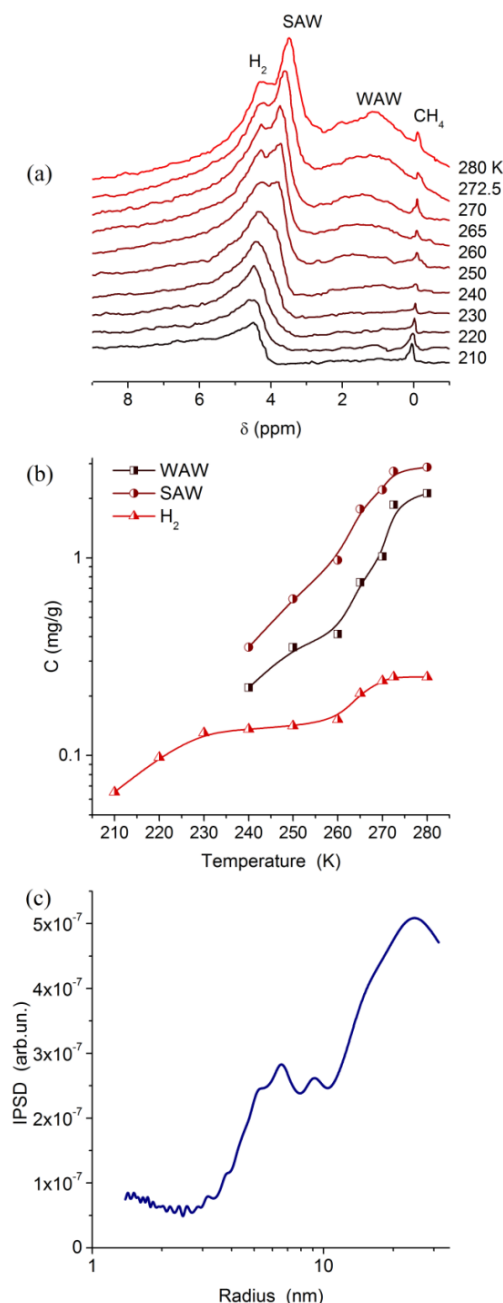 SAW
H2
WAW
CH4
(a)
280 K
272.5
270
265
260
250
240
230
220
210
8 6 4 2 0
δ (ppm)
(b)
WAW
SAW
H2
1
0.1
C (mg/g)
210 220 230 240 250 260 270 280
Temperature (K)
(c)
5x10-7
4x10-7
3x10-7
2x10-7
1x10-7
0
IPSD (arb.un.)
1 10
Radius (nm)